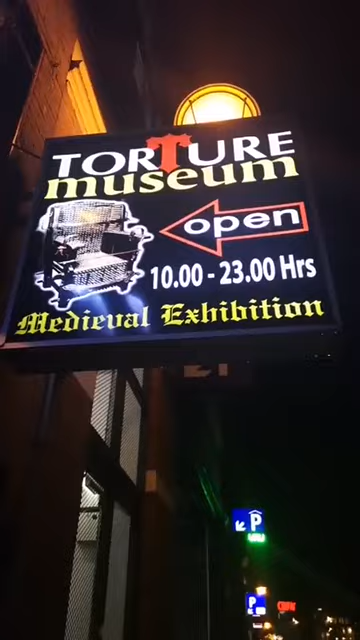 TORTURE
museum
open
10.00 - 23.00 Hrs
Medieval Exhibition
P
P